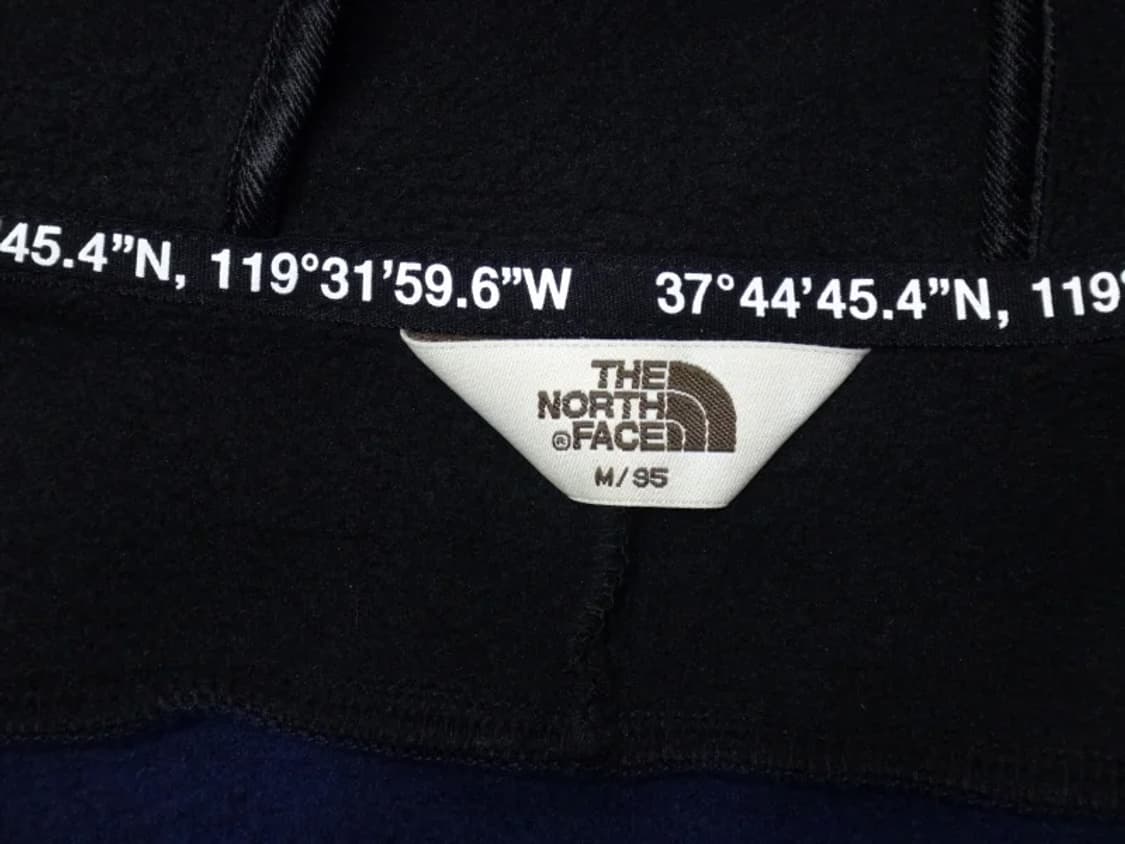 45.4”N, 119°31’59.6”W 37°44’45.4”N, 119°
THE
NORTH
®FACE
M/95